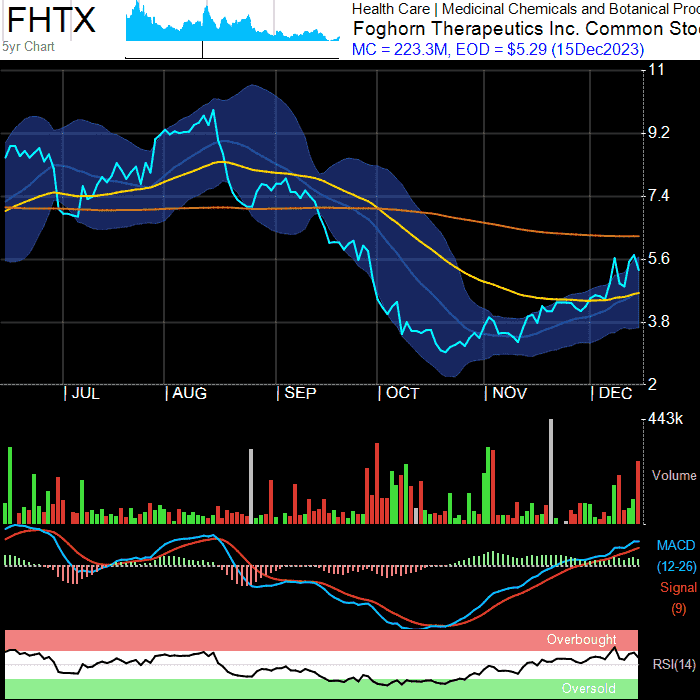 FHTX
5yr Chart
Health Care | Medicinal Chemicals and Botanical Proc
Foghorn Therapeutics Inc. Common Sto
MC = 223.3M, EOD = $5.29 (15Dec2023)
11
9.2
7.4
5.6
3.8
2
JUL
AUG
SEP
OCT
NOV
DEC
443k
Volume
MACD
(12-26)
Signal
(9)
Overbought
RSI(14)
Oversold